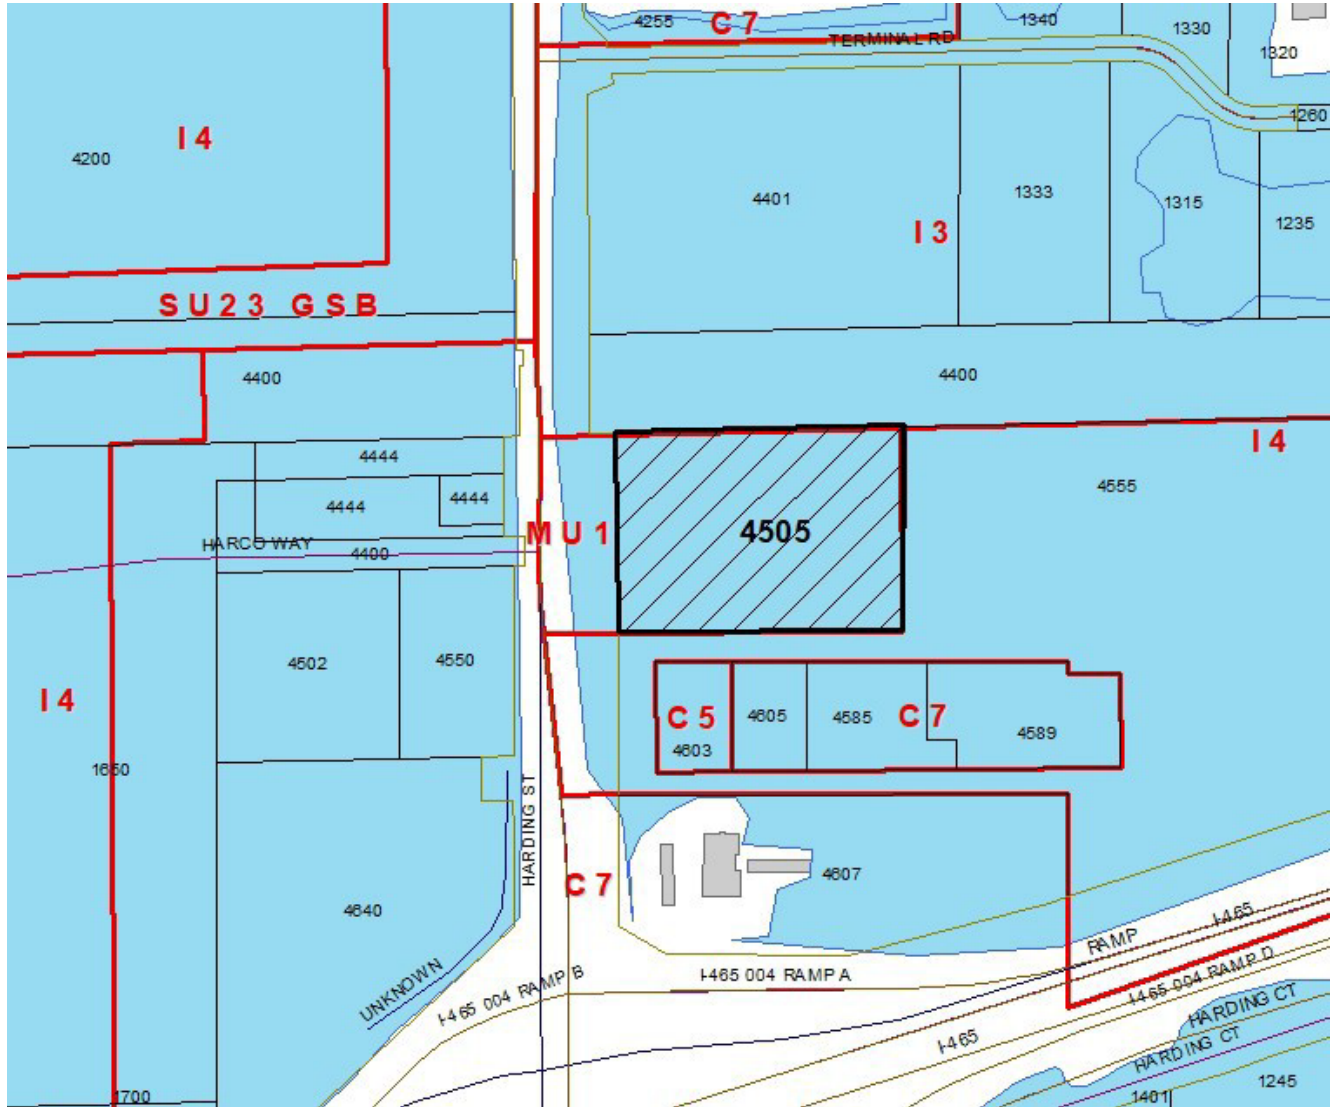 4255
C 7
1340
1330
1320
TERMINAL RD
1260
I 4
4200
4401
1333
1315
1235
I 3
SU23 GSB
4400
4400
I 4
4444
4444
4444
4555
MU1
4505
HARCO WAY
4400
4502
4550
I 4
1650
C 5
4603
4605
4585
C 7
4589
HARDING ST
C 7
4607
4640
UNKNOWN
I-465 004 RAMP B
I-465 004 RAMP A
RAMP
I-465
I-465 004 RAMP D
I-465
HARDING CT
HARDING CT
1700
1401
1245